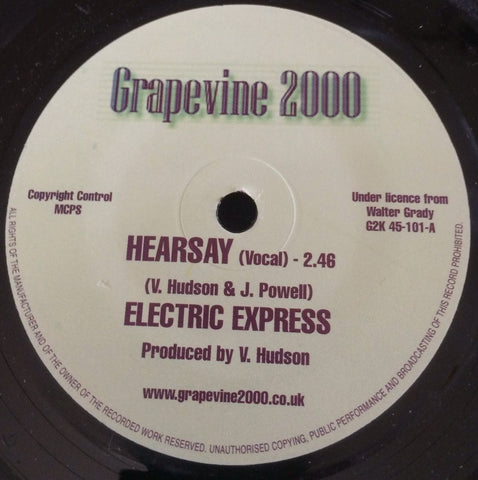 Grapevine 2000
Copyright Control
MCPS
Under licence from
Walter Grady
G2K 45-101-A
HEARSAY (Vocal) - 2.46
(V. Hudson & J. Powell)
ELECTRIC EXPRESS
Produced by V. Hudson
www.grapevine2000.co.uk
ALL RIGHTS OF THE MANUFACTURER AND OF THE OWNER OF THE RECORDED WORK RESERVED. UNAUTHORISED COPYING, PUBLIC PERFORMANCE AND BROADCASTING OF THIS RECORD PROHIBITED.